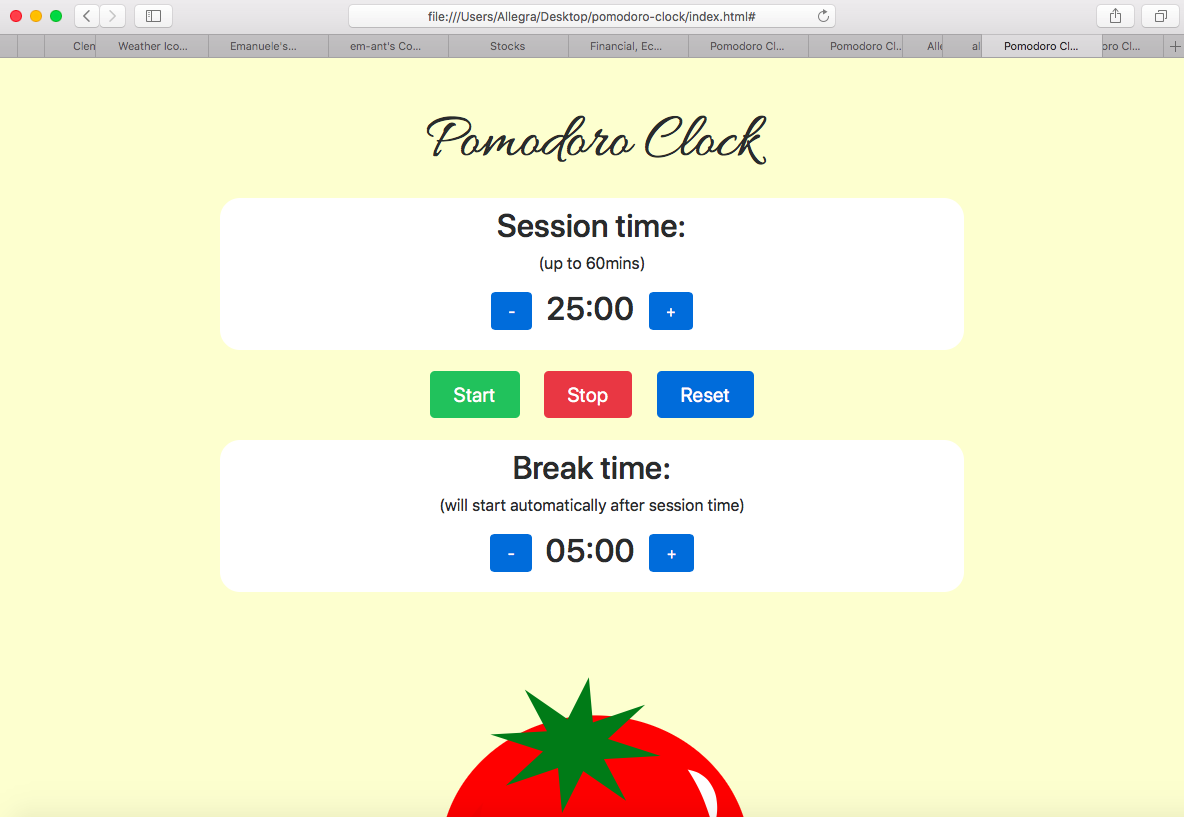 file:///Users/Allegra/Desktop/pomodoro-clock/index.html#
Clen Weather Ico... Emanuele's... em-ant's Co... Stocks Financial, Ec... Pomodoro Cl... Pomodoro Cl.. Alle al Pomodoro Cl... oro Cl...
Pomodoro Clock
Session time:
(up to 60mins)
- 25:00 +
Start Stop Reset
Break time:
(will start automatically after session time)
- 05:00 +